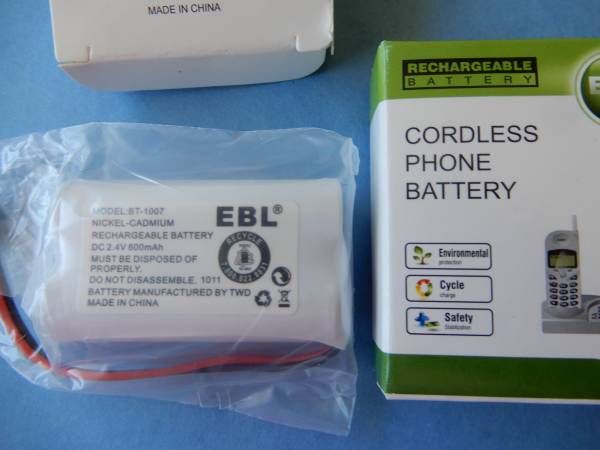 MADE IN CHINA
RECHARGEABLE
BATTERY
CORDLESS
PHONE
BATTERY
Environmental
protection
Cycle
charge
Safety
Stabilization
MODEL:BT-1007
NICKEL-CADMIUM
RECHARGEABLE BATTERY
DC 2.4V 800mAh
MUST BE DISPOSED OF
PROPERLY.
DO NOT DISASSEMBLE. 1011
BATTERY MANUFACTURED BY TWD
MADE IN CHINA
EBL®
RECYCLE